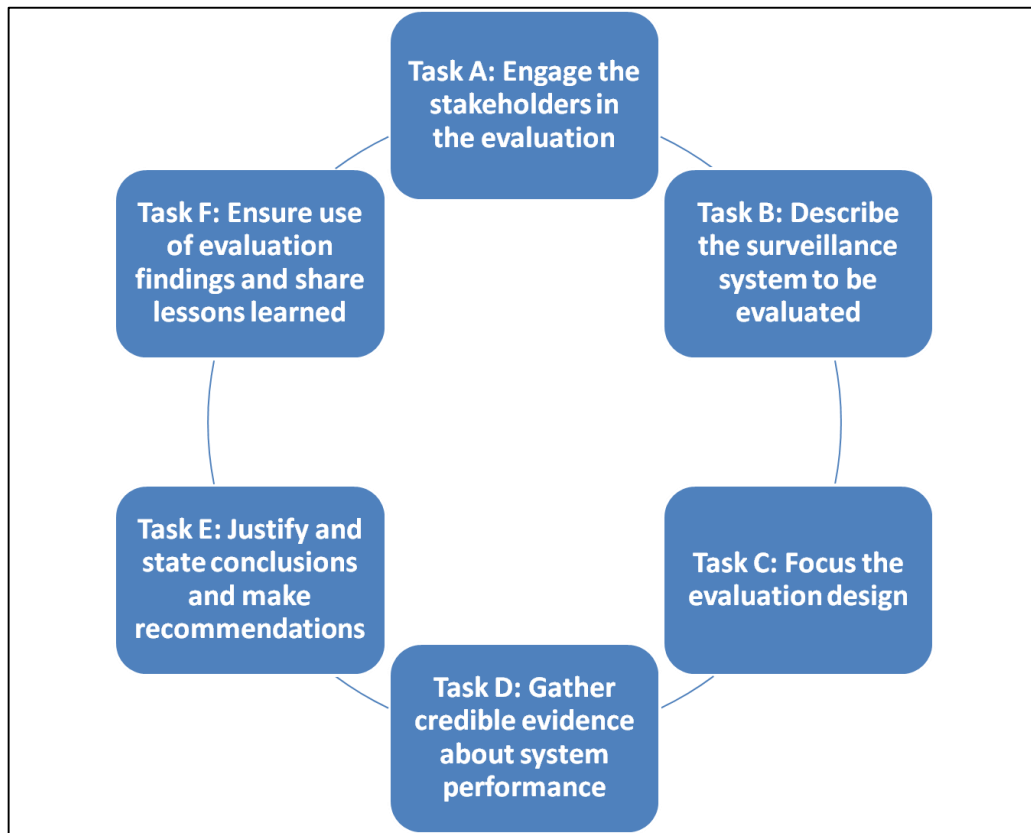 Task A: Engage the
stakeholders in
the evaluation
Task B: Describe
the surveillance
system to be
evaluated
Task C: Focus the
evaluation design
Task D: Gather
credible evidence
about system
performance
Task E: Justify and
state conclusions
and make
recommendations
Task F: Ensure use
of evaluation
findings and share
lessons learned